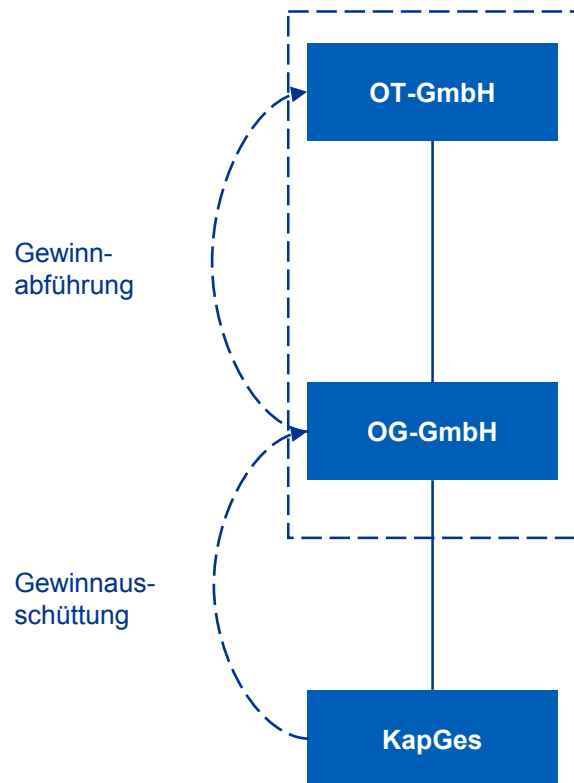 OT-GmbH
Gewinn-
abführung
OG-GmbH
Gewinnaus-
schüttung
KapGes